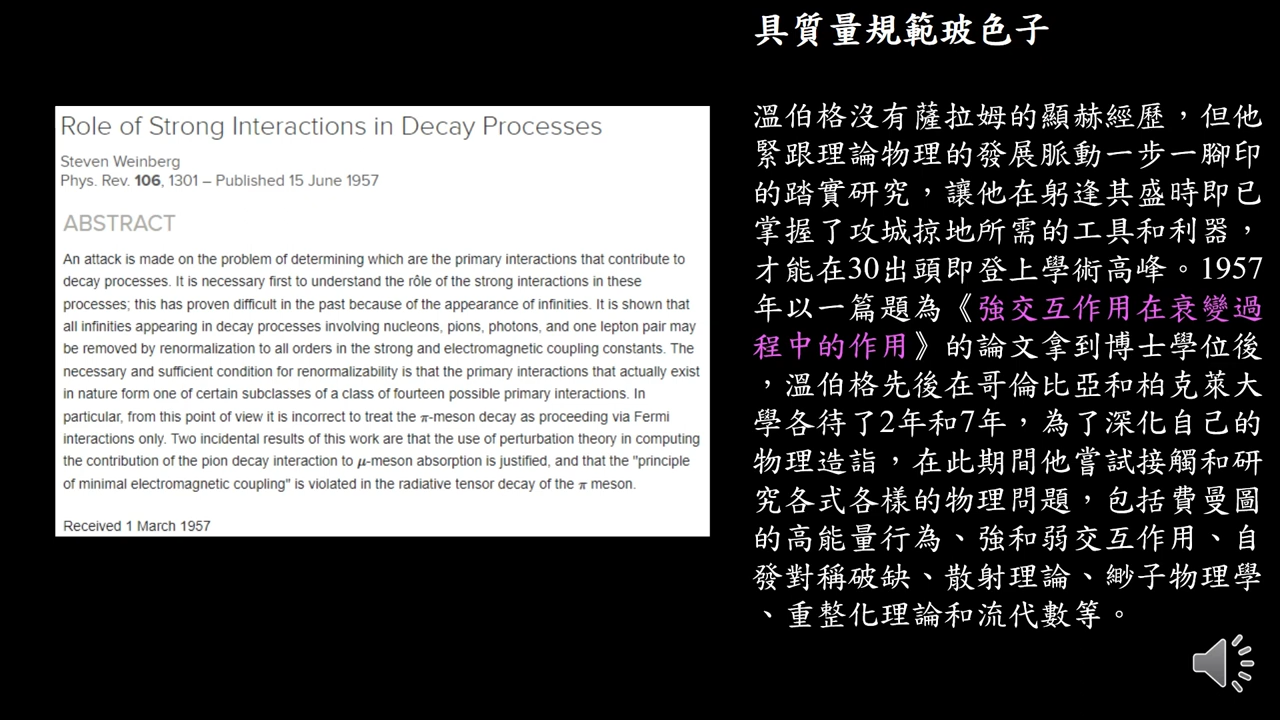 具質量規範玻色子
Role of Strong Interactions in Decay Processes
Steven Weinberg
Phys. Rev. 106, 1301 – Published 15 June 1957
ABSTRACT
An attack is made on the problem of determining which are the primary interactions that contribute to
decay processes. It is necessary first to understand the rôle of the strong interactions in these
processes; this has proven difficult in the past because of the appearance of infinities. It is shown that
all infinities appearing in decay processes involving nucleons, pions, photons, and one lepton pair may
be removed by renormalization to all orders in the strong and electromagnetic coupling constants. The
necessary and sufficient condition for renormalizability is that the primary interactions that actually exist
in nature form one of certain subclasses of a class of fourteen possible primary interactions. In
particular, from this point of view it is incorrect to treat the π-meson decay as proceeding via Fermi
interactions only. Two incidental results of this work are that the use of perturbation theory in computing
the contribution of the pion decay interaction to μ-meson absorption is justified, and that the "principle
of minimal electromagnetic coupling" is violated in the radiative tensor decay of the π meson.
Received 1 March 1957
溫伯格沒有薩拉姆的顯赫經歷，但他
緊跟理論物理的發展脈動一步一腳印
的踏實研究，讓他在躬逢其盛時即已
掌握了攻城掠地所需的工具和利器，
才能在30出頭即登上學術高峰。1957
年以一篇題為《強交互作用在衰變過
程中的作用》的論文拿到博士學位後
，溫伯格先後在哥倫比亞和柏克萊大
學各待了2年和7年，為了深化自己的
物理造詣，在此期間他嘗試接觸和研
究各式各樣的物理問題，包括費曼圖
的高能量行為、強和弱交互作用、自
發對稱破缺、散射理論、緲子物理學
、重整化理論和流代數等。